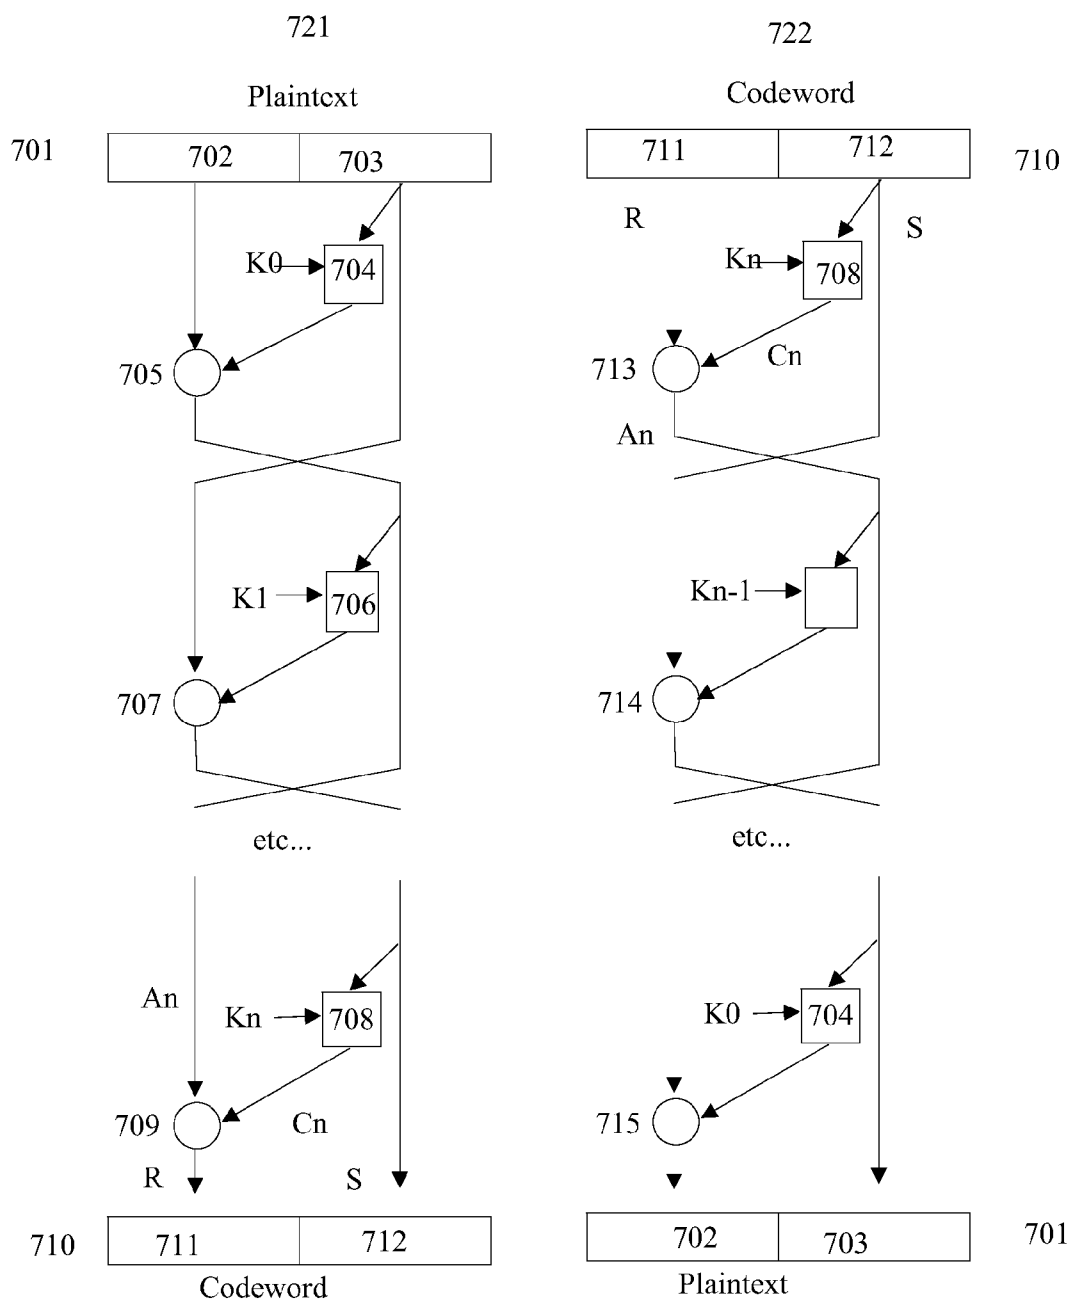 721
Plaintext
701
702
703
K0
704
705
K1
706
707
etc...
An
Kn
708
709
Cn
R
S
710
711
712
Codeword
722
Codeword
711
712
710
R
S
Kn
708
713
Cn
An
Kn-1
714
etc...
K0
704
715
702
703
701
Plaintext